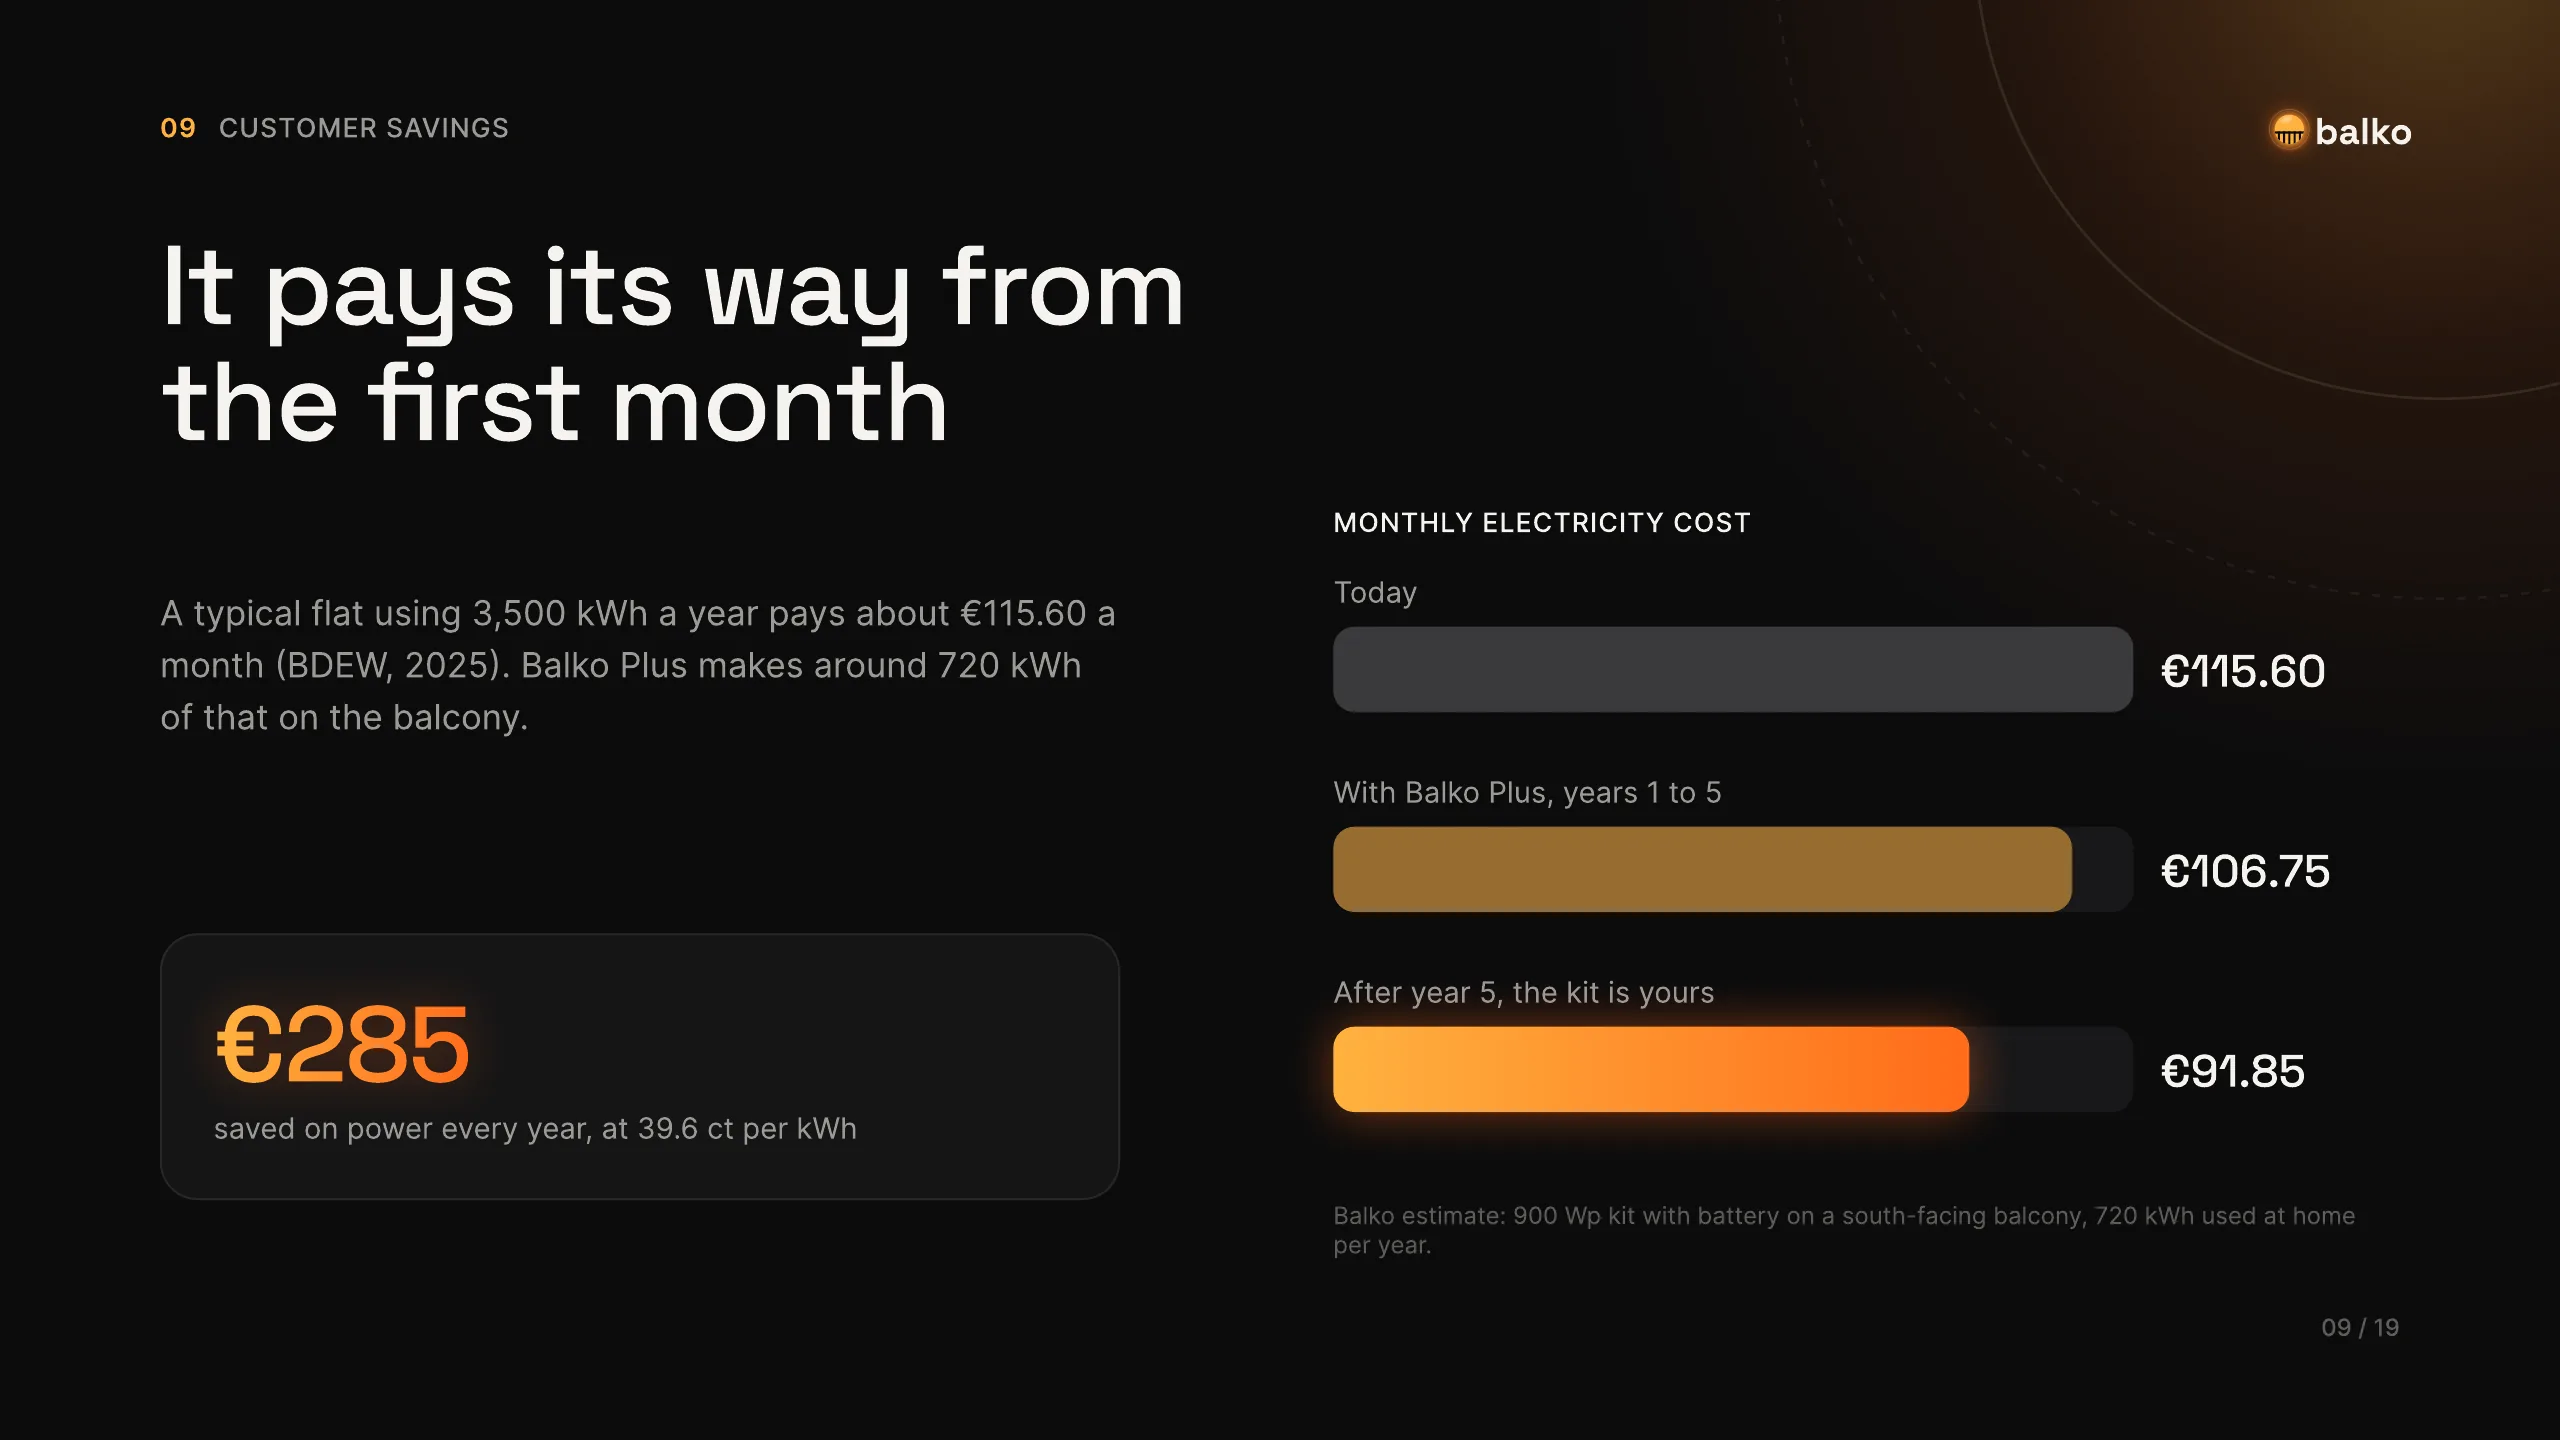 09 CUSTOMER SAVINGS
balko
It pays its way from
the first month
A typical flat using 3,500 kWh a year pays about €115.60 a
month (BDEW, 2025). Balko Plus makes around 720 kWh
of that on the balcony.
€285
saved on power every year, at 39.6 ct per kWh
MONTHLY ELECTRICITY COST
Today
€115.60
With Balko Plus, years 1 to 5
€106.75
After year 5, the kit is yours
€91.85
Balko estimate: 900 Wp kit with battery on a south-facing balcony, 720 kWh used at home
per year.
09 / 19